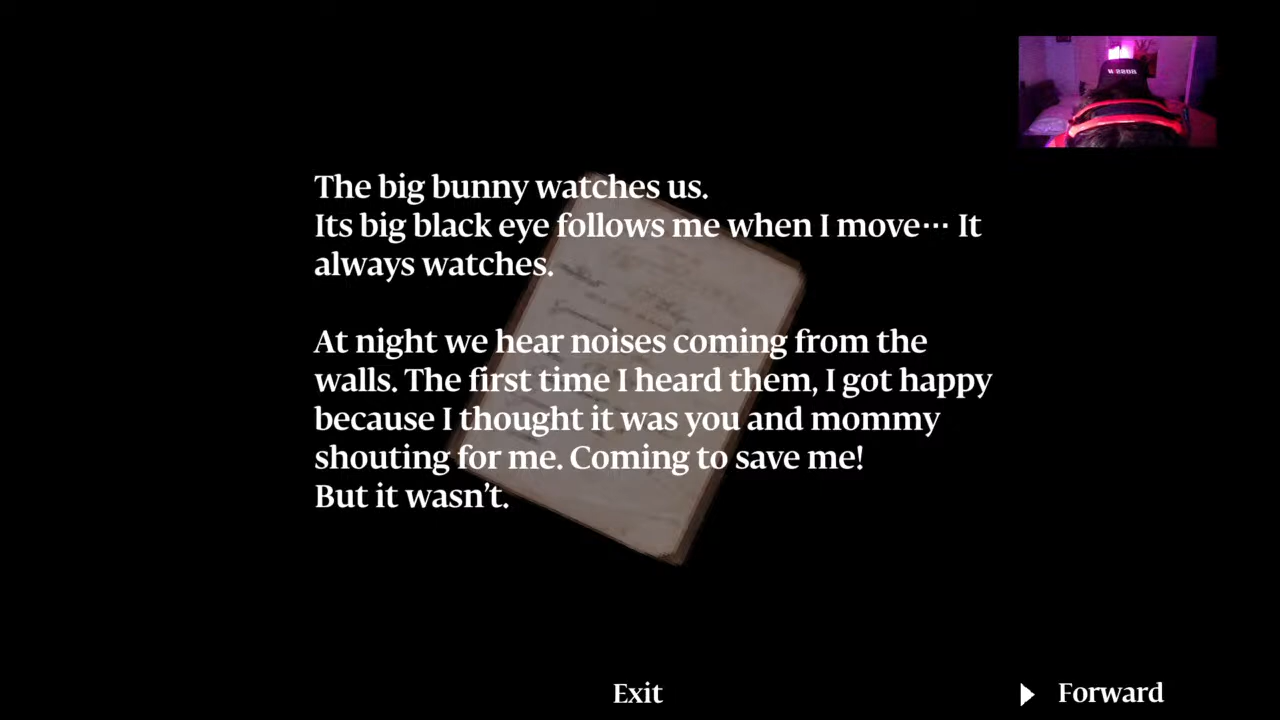 The big bunny watches us.
Its big black eye follows me when I move··· It
always watches.
At night we hear noises coming from the
walls. The first time I heard them, I got happy
because I thought it was you and mommy
shouting for me. Coming to save me!
But it wasn't.
Exit
Forward